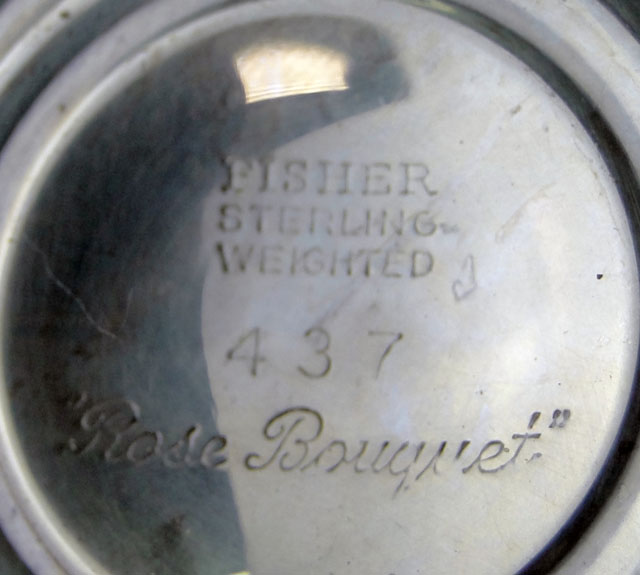 FISHER
STERLING-
WEIGHTED
437
"Rose Bouquet"